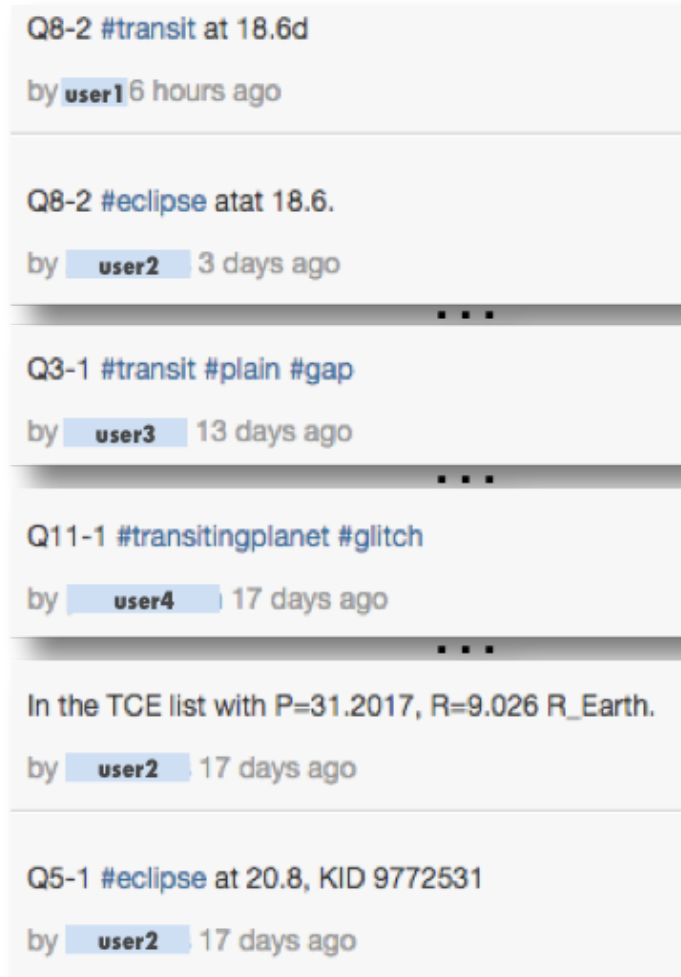 Q8-2 #transit at 18.6d
by user1 6 hours ago
Q8-2 #eclipse atat 18.6.
by user2 3 days ago
...
Q3-1 #transit #plain #gap
by user3 13 days ago
...
Q11-1 #transitingplanet #glitch
by user4 17 days ago
...
In the TCE list with P=31.2017, R=9.026 R_Earth.
by user2 17 days ago
Q5-1 #eclipse at 20.8, KID 9772531
by user2 17 days ago